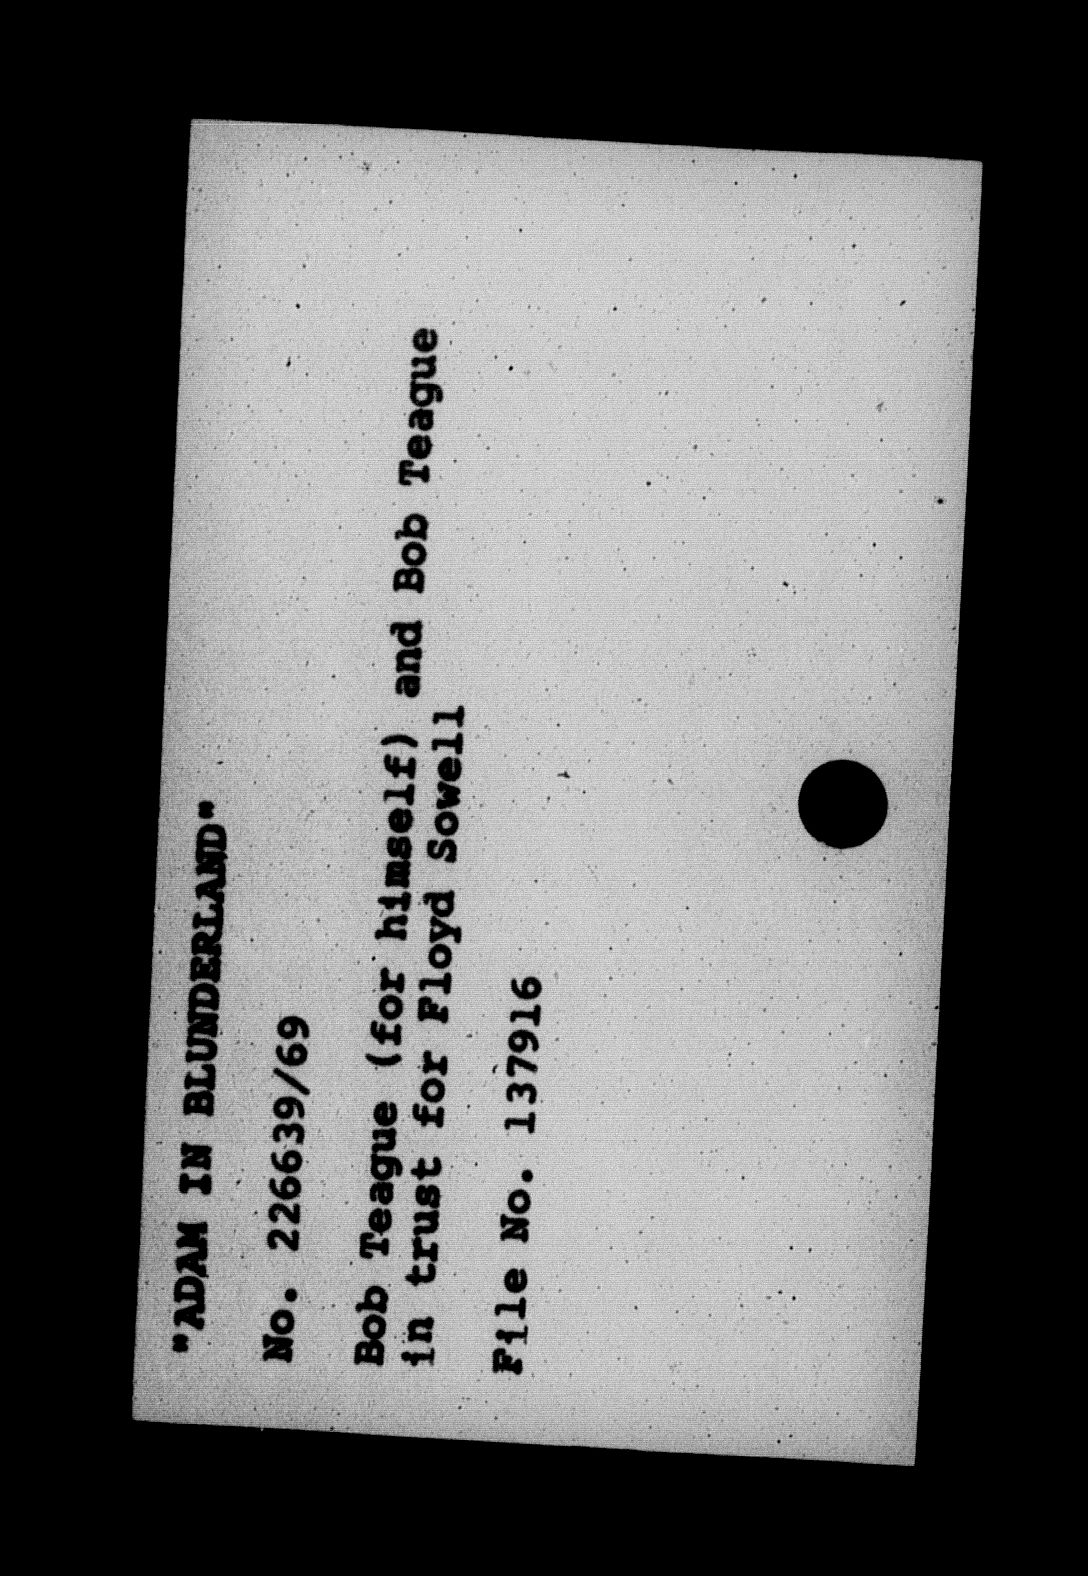 "ADAM IN BLUNDERLAND"
No. 226639/69
Bob Teague (for himself) and Bob Teague
in trust for Floyd Sowell
File No. 137916